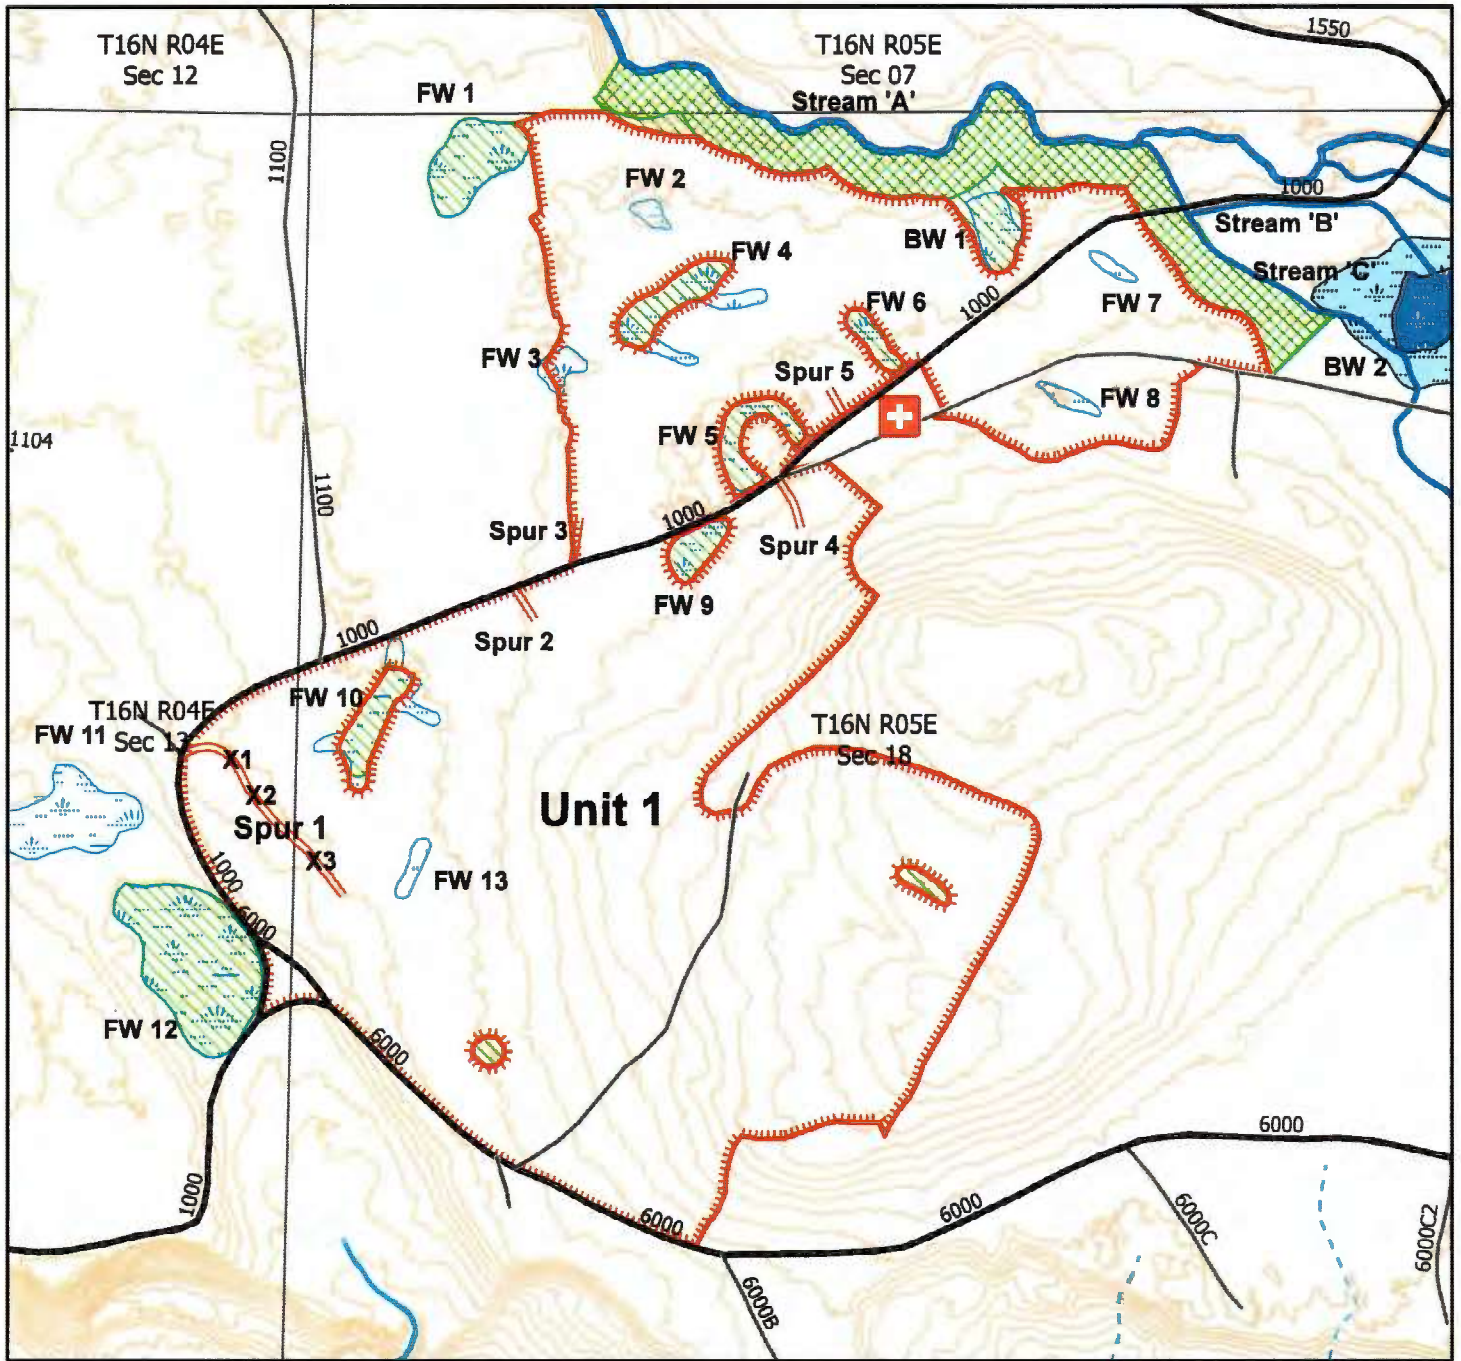 1550
T16N R04E
Sec 12
T16N R05E
Sec 07
FW 1
Stream 'A'
1100
FW 2
1000
Stream 'B'
BW 1
FW 4
Stream 'C'
FW 7
FW 6
1000
FW 3
Spur 5
BW 2
FW 8
1104
FW 5
1100
1000
Spur 3
Spur 4
FW 9
1000
Spur 2
FW 10
T16N R04E
Sec 13
FW 11
T16N R05E
Sec 18
X1
X2
Unit 1
Spur 1
X3
1000
FW 13
6000
FW 12
6000
6000
1000
6000
6000
6000C
6000C2
6000B